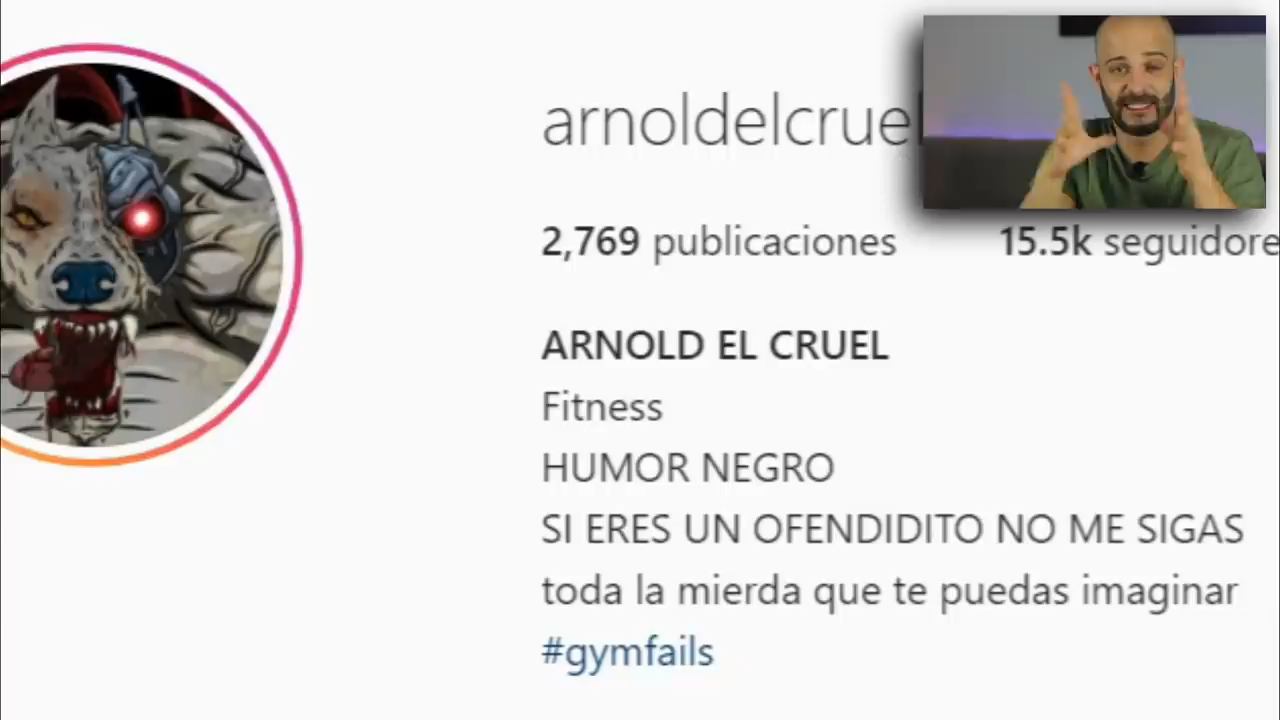 arnoldelcruel
2,769 publicaciones 15.5k seguidore
ARNOLD EL CRUEL
Fitness
HUMOR NEGRO
SI ERES UN OFENDIDITO NO ME SIGAS
toda la mierda que te puedas imaginar
#gymfails